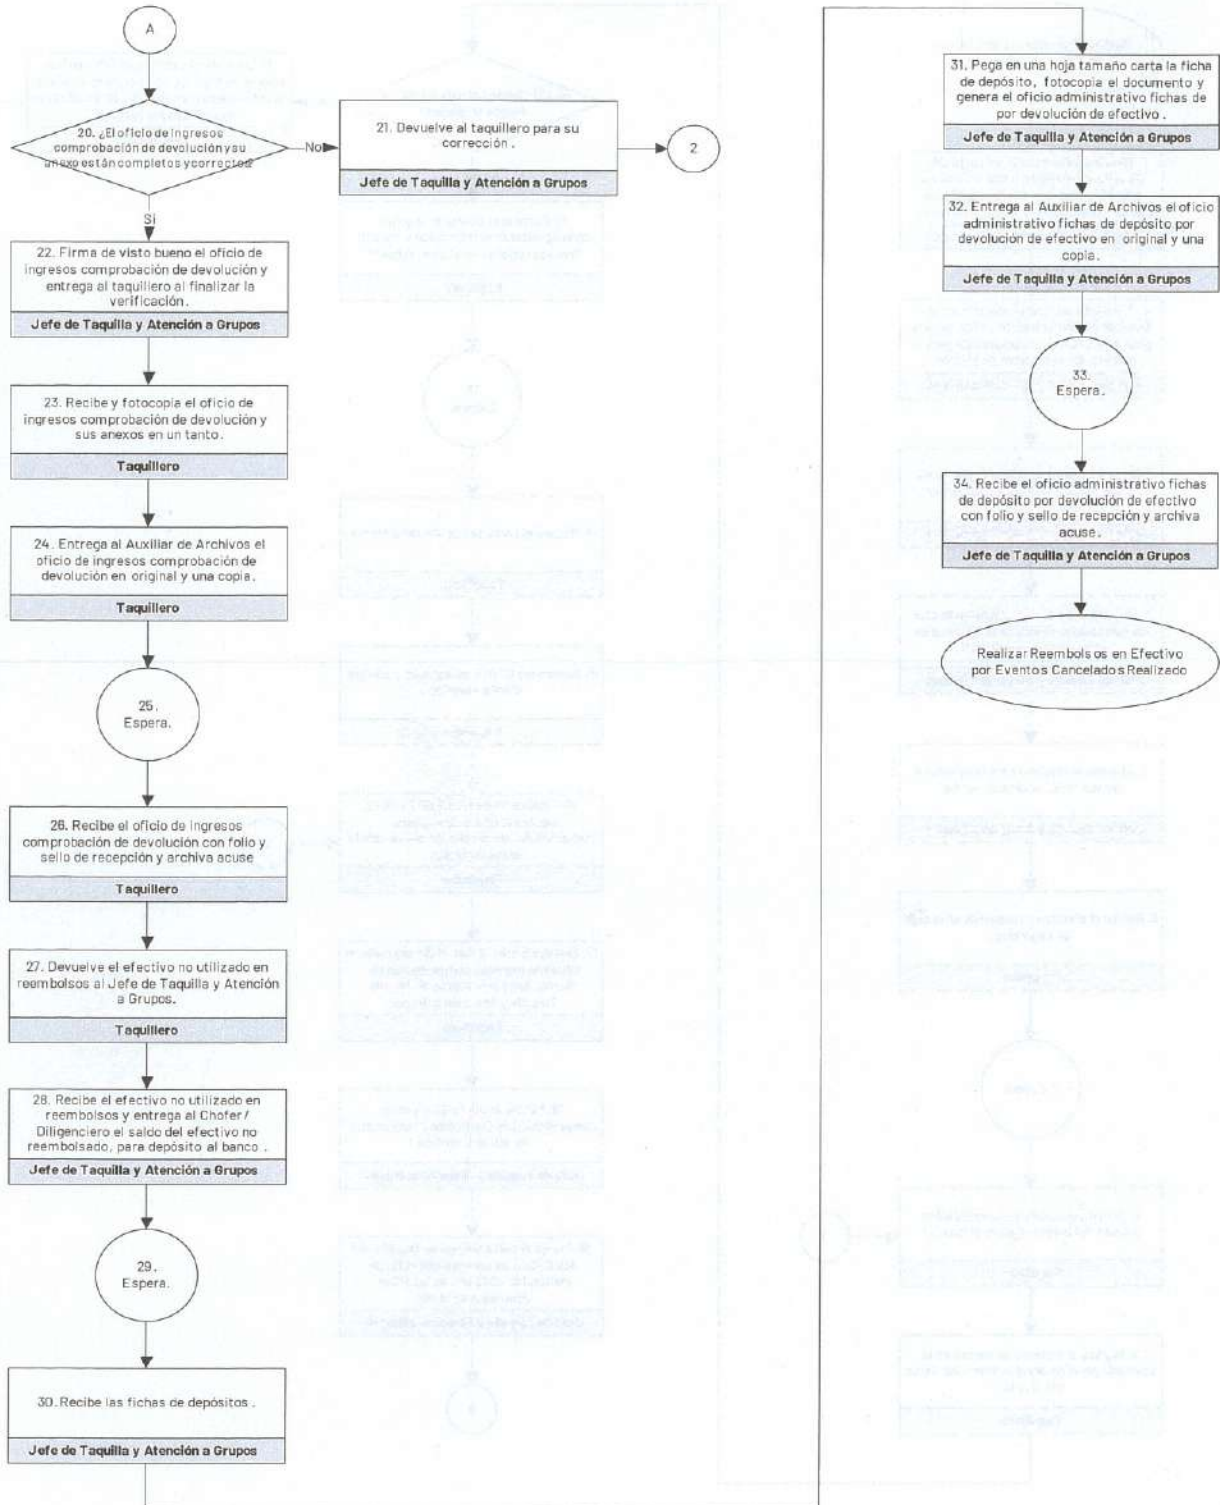 A
20. ¿El oficio de ingresos
comprobación de devolución y su
anexo están completos y correctos?
No
21. Devuelve al taquillero para su
corrección .
Jefe de Taquilla y Atención a Grupos
2
Sí
22. Firma de visto bueno el oficio de
ingresos comprobación de devolución y
entrega al taquillero al finalizar la
verificación.
Jefe de Taquilla y Atención a Grupos
23. Recibe y fotocopia el oficio de
ingresos comprobación de devolución y
sus anexos en un tanto.
Taquillero
24. Entrega al Auxiliar de Archivos el
oficio de ingresos comprobación de
devolución en original y una copia.
Taquillero
25.
Espera.
26. Recibe el oficio de ingresos
comprobación de devolución con folio y
sello de recepción y archiva acuse
Taquillero
27. Devuelve el efectivo no utilizado en
reembolsos al Jefe de Taquilla y Atención
a Grupos.
Taquillero
28. Recibe el efectivo no utilizado en
reembolsos y entrega al Chofer /
Diligenciero el saldo del efectivo no
reembolsado, para depósito al banco .
Jefe de Taquilla y Atención a Grupos
29.
Espera.
30. Recibe las fichas de depósitos .
Jefe de Taquilla y Atención a Grupos
31. Pega en una hoja tamaño carta la ficha
de depósito, fotocopia el documento y
genera el oficio administrativo fichas de
por devolución de efectivo .
Jefe de Taquilla y Atención a Grupos
32. Entrega al Auxiliar de Archivos el oficio
administrativo fichas de depósito por
devolución de efectivo en original y una
copia.
Jefe de Taquilla y Atención a Grupos
33.
Espera.
34. Recibe el oficio administrativo fichas
de depósito por devolución de efectivo
con folio y sello de recepción y archiva
acuse.
Jefe de Taquilla y Atención a Grupos
Realizar Reembolsos en Efectivo
por Eventos Cancelados Realizado